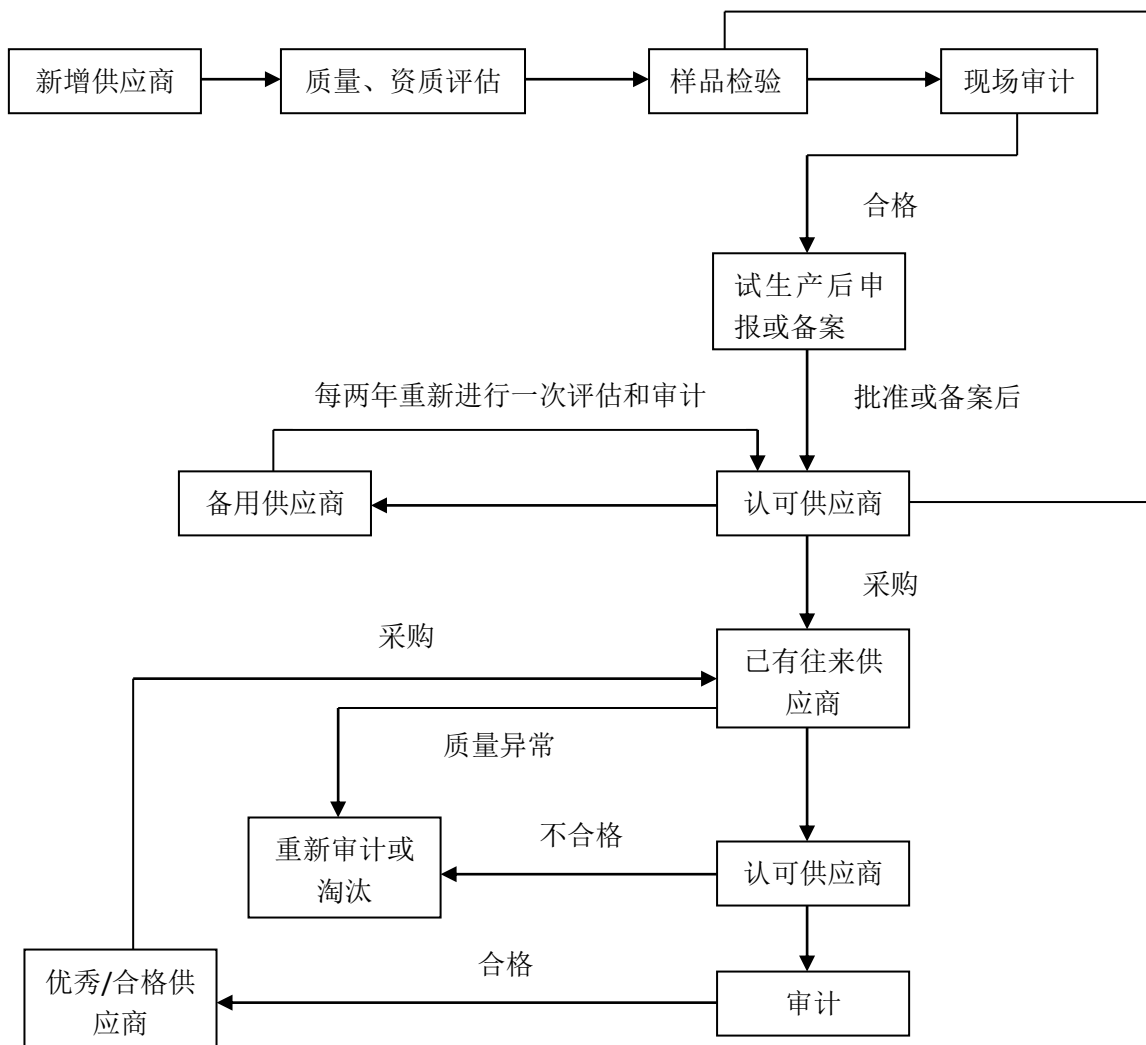 新增供应商
质量、资质评估
样品检验
现场审计
合格
试生产后申
报或备案
每两年重新进行一次评估和审计
批准或备案后
备用供应商
认可供应商
采购
采购
已有往来供
应商
质量异常
重新审计或
淘汰
不合格
认可供应商
优秀/合格供
应商
合格
审计